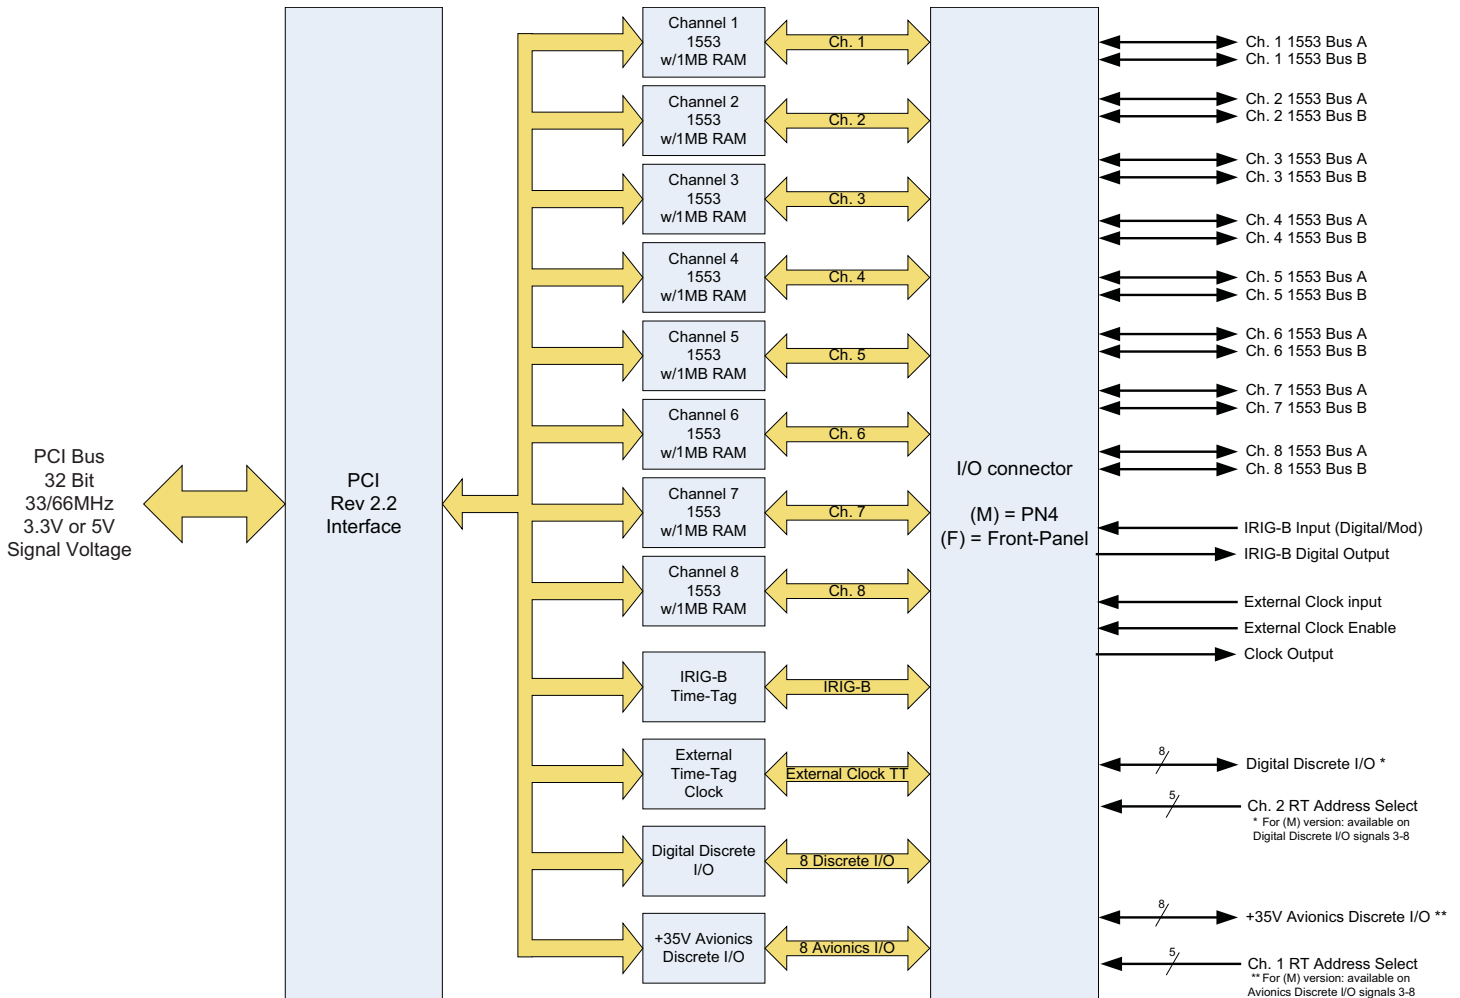 PCI Bus
32 Bit
33/66MHz
3.3V or 5V
Signal Voltage
PCI
Rev 2.2
Interface
Channel 1
1553
w/1MB RAM
Channel 2
1553
w/1MB RAM
Channel 3
1553
w/1MB RAM
Channel 4
1553
w/1MB RAM
Channel 5
1553
w/1MB RAM
Channel 6
1553
w/1MB RAM
Channel 7
1553
w/1MB RAM
Channel 8
1553
w/1MB RAM
IRIG-B
Time-Tag
External
Time-Tag
Clock
Digital Discrete
I/O
+35V Avionics
Discrete I/O
Ch. 1
Ch. 2
Ch. 3
Ch. 4
Ch. 5
Ch. 6
Ch. 7
Ch. 8
IRIG-B
External Clock TT
8 Discrete I/O
8 Avionics I/O
I/O connector
(M) = PN4
(F) = Front-Panel
Ch. 1 1553 Bus A
Ch. 1 1553 Bus B
Ch. 2 1553 Bus A
Ch. 2 1553 Bus B
Ch. 3 1553 Bus A
Ch. 3 1553 Bus B
Ch. 4 1553 Bus A
Ch. 4 1553 Bus B
Ch. 5 1553 Bus A
Ch. 5 1553 Bus B
Ch. 6 1553 Bus A
Ch. 6 1553 Bus B
Ch. 7 1553 Bus A
Ch. 7 1553 Bus B
Ch. 8 1553 Bus A
Ch. 8 1553 Bus B
IRIG-B Input (Digital/Mod)
IRIG-B Digital Output
External Clock input
External Clock Enable
Clock Output
8
Digital Discrete I/O *
5
Ch. 2 RT Address Select
* For (M) version: available on
Digital Discrete I/O signals 3-8
8
+35V Avionics Discrete I/O **
5
Ch. 1 RT Address Select
** For (M) version: available on
Avionics Discrete I/O signals 3-8